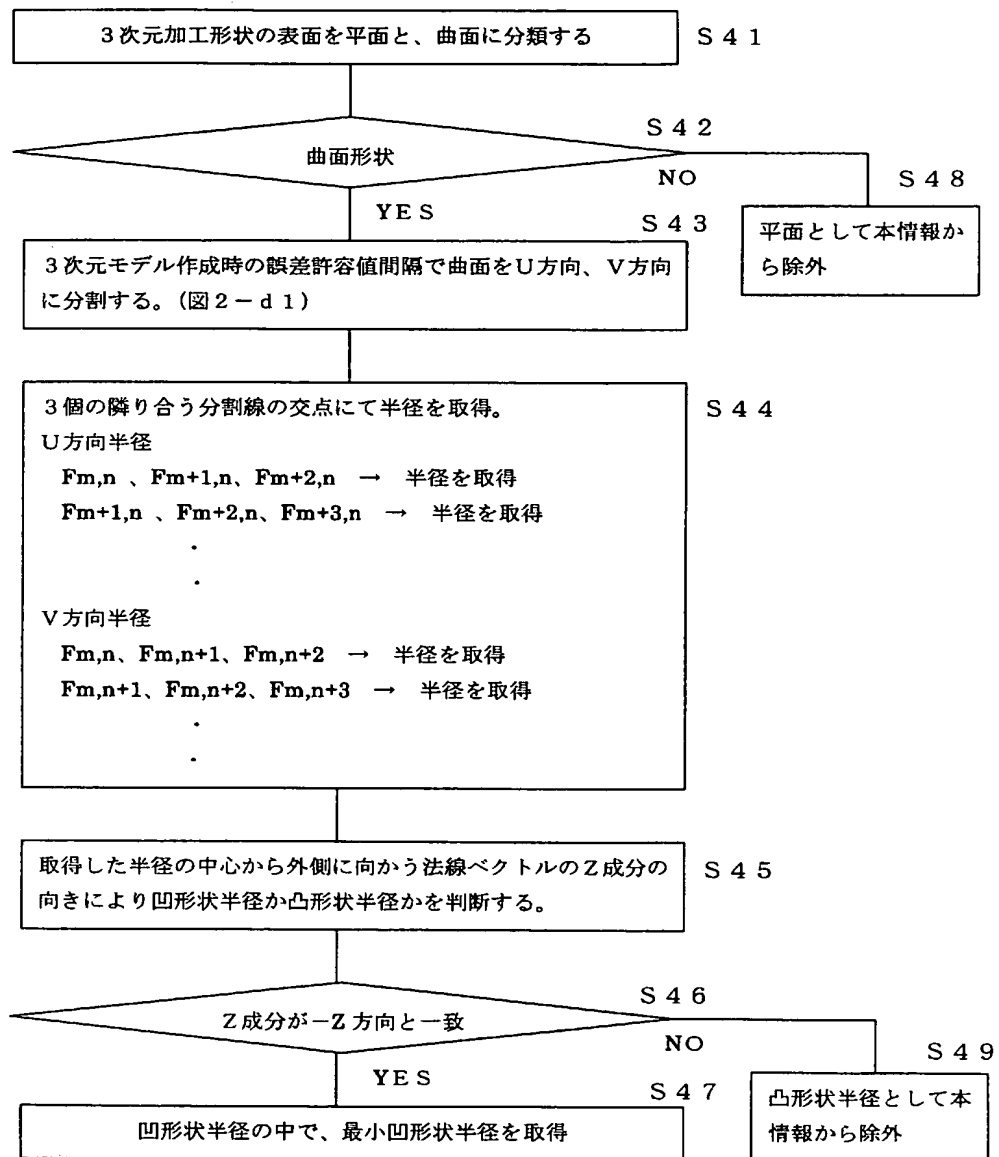 3次元加工形状の表面を平面と、曲面に分類する
S41
S42
曲面形状
NO
S48
YES
S43
平面として本情報か
ら除外
3次元モデル作成時の誤差許容値間隔で曲面をU方向、V方向
に分割する。(図2-d1)
3個の隣り合う分割線の交点にて半径を取得。
S44
U方向半径
Fm,n 、Fm+1,n、Fm+2,n → 半径を取得
Fm+1,n 、Fm+2,n、Fm+3,n → 半径を取得
・
・
V方向半径
Fm,n、Fm,n+1、Fm,n+2 → 半径を取得
Fm,n+1、Fm,n+2、Fm,n+3 → 半径を取得
・
・
取得した半径の中心から外側に向かう法線ベクトルのZ成分の
向きにより凹形状半径か凸形状半径かを判断する。
S45
S46
Z成分が-Z方向と一致
NO
S49
YES
S47
凸形状半径として本
情報から除外
凹形状半径の中で、最小凹形状半径を取得